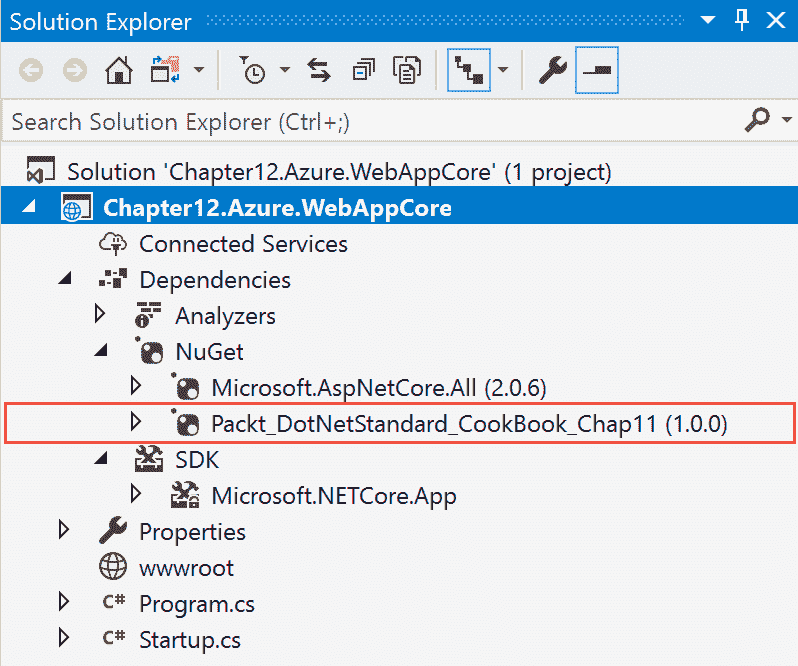 Solution Explorer
Search Solution Explorer (Ctrl+;)
Solution 'Chapter12.Azure.WebAppCore' (1 project)
Chapter12.Azure.WebAppCore
Connected Services
Dependencies
Analyzers
NuGet
Microsoft.AspNetCore.All (2.0.6)
Packt_DotNetStandard_CookBook_Chap11 (1.0.0)
SDK
Microsoft.NETCore.App
Properties
wwwroot
C# Program.cs
C# Startup.cs